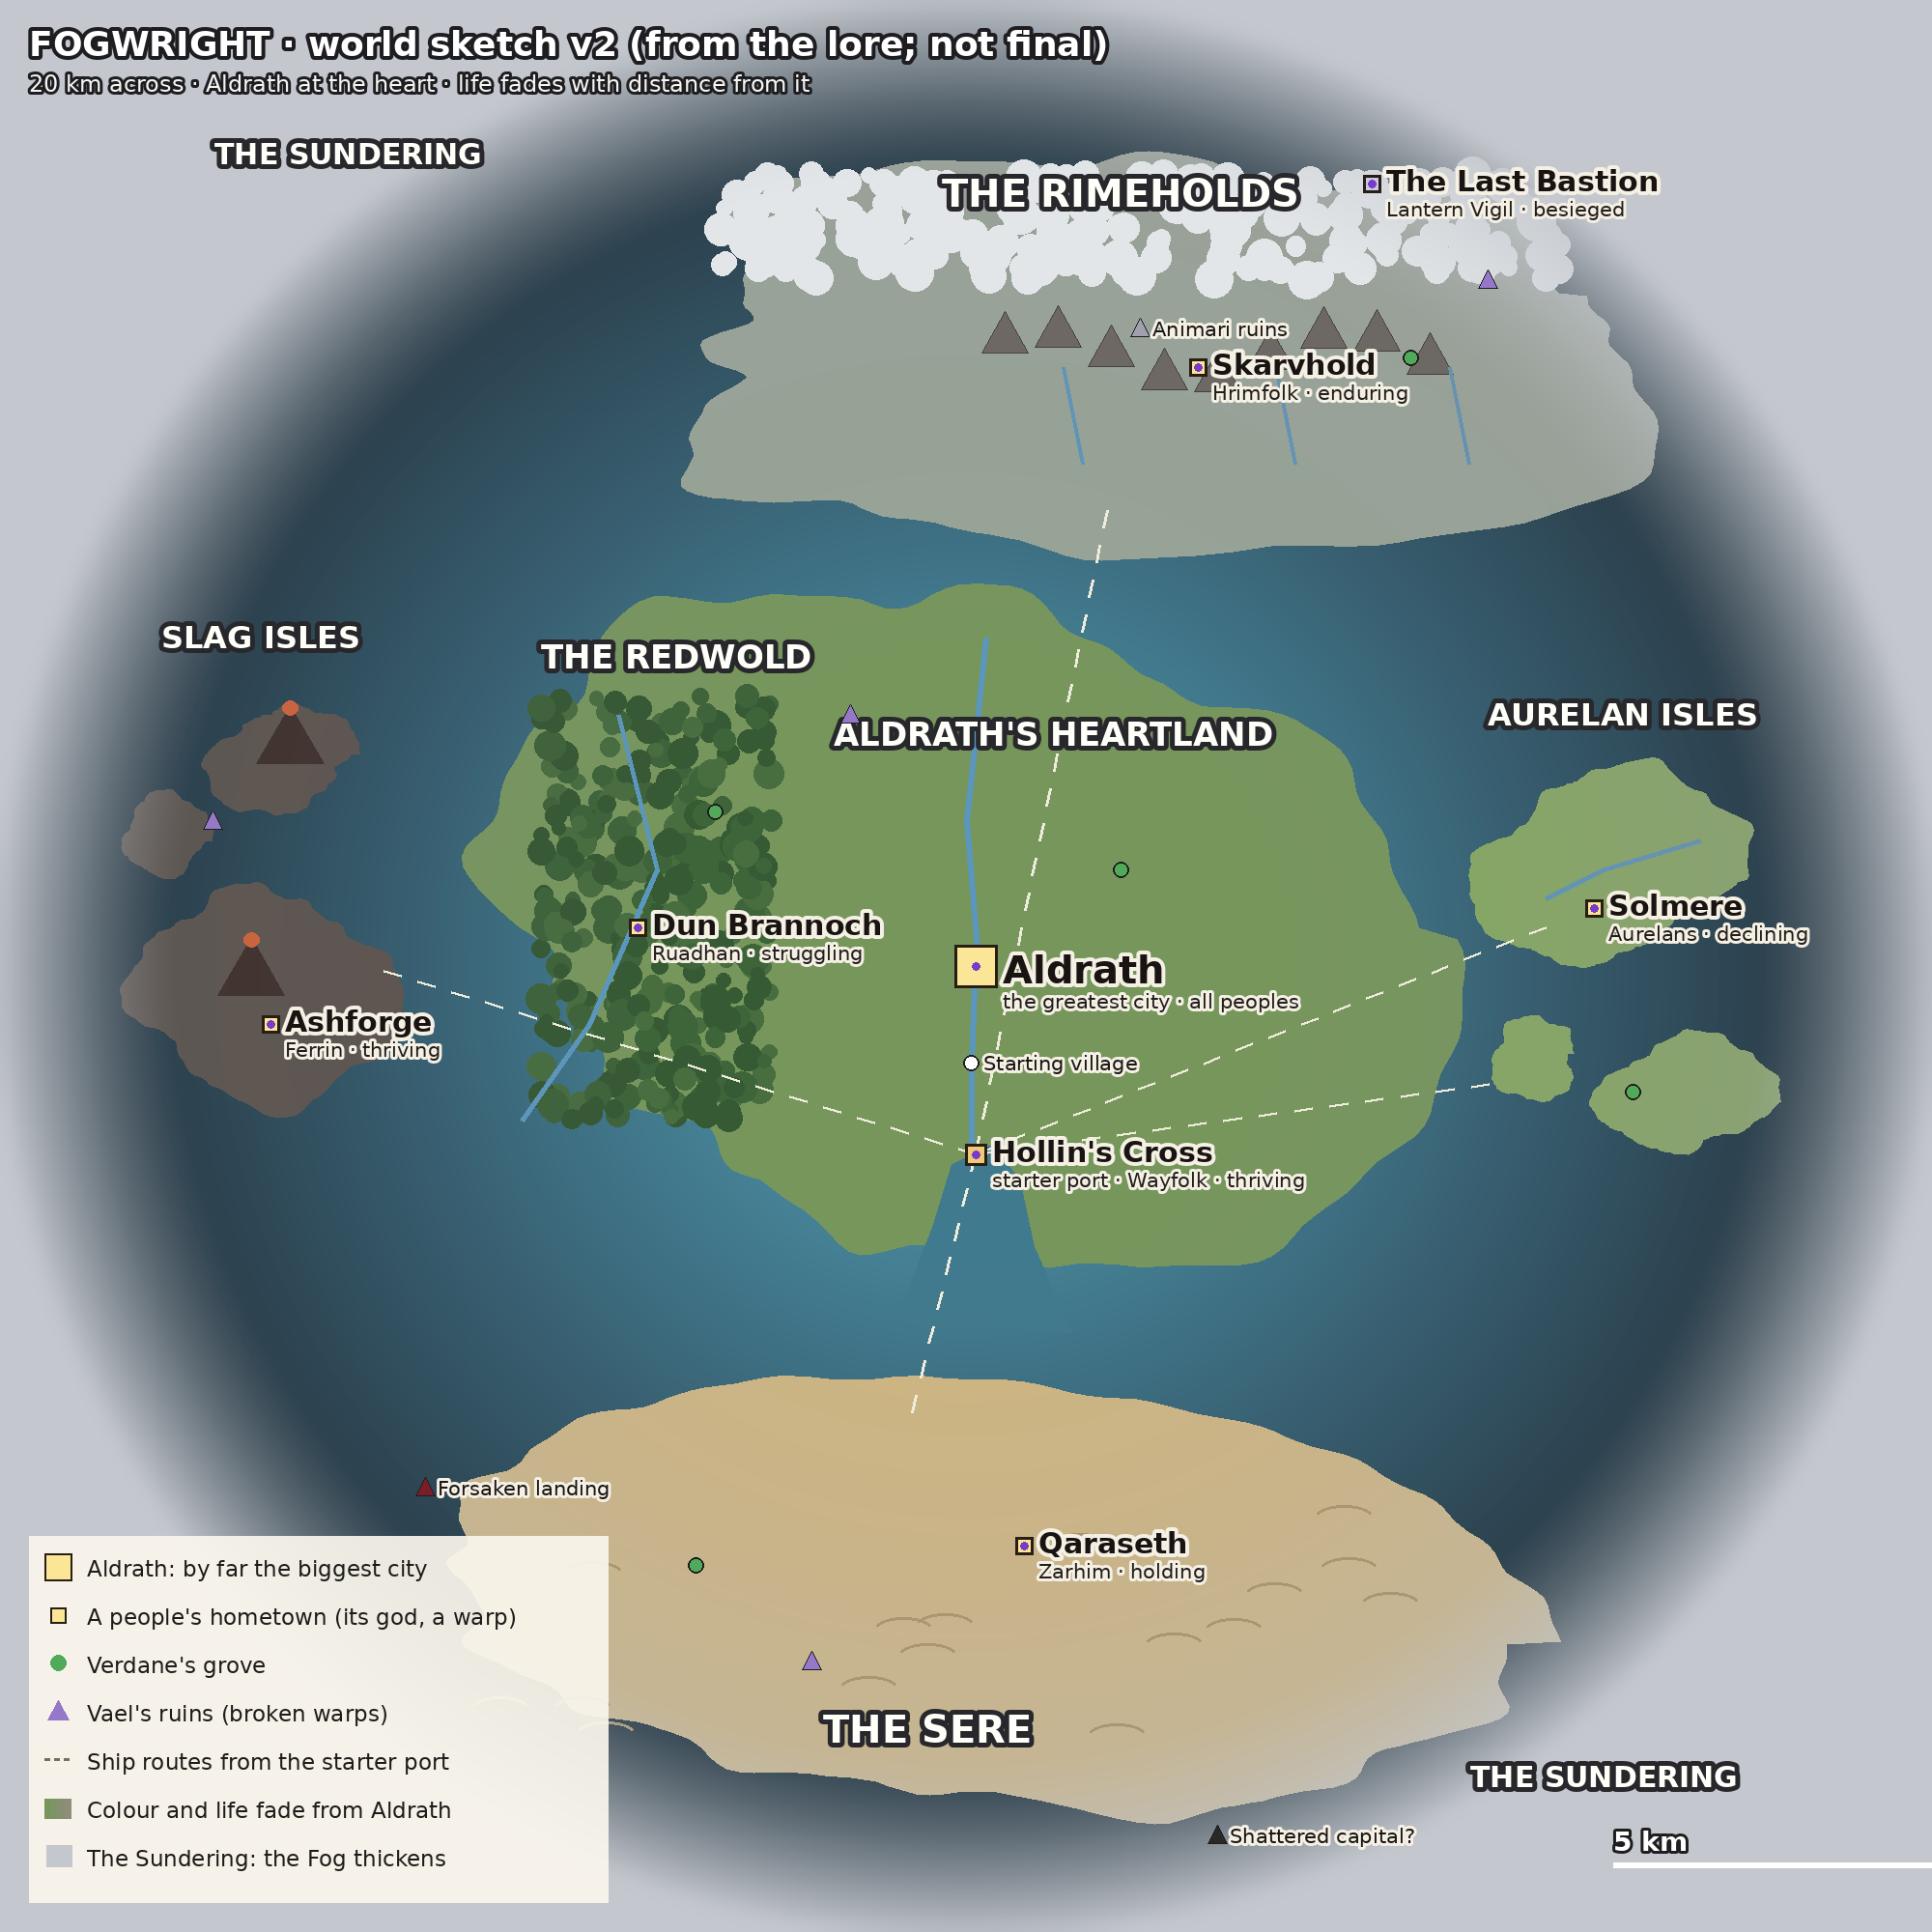 FOGWRIGHT · world sketch v2 (from the lore; not final)
20 km across · Aldrath at the heart · life fades with distance from it
THE SUNDERING
THE RIMEHOLDS
The Last Bastion
Lantern Vigil · besieged
Animari ruins
Skarvhold
Hrimfolk · enduring
SLAG ISLES
THE REDWOLD
ALDRATH'S HEARTLAND
AURELAN ISLES
Dun Brannoch
Ruadhan · struggling
Solmere
Aurelans · declining
Aldrath
the greatest city · all peoples
Ashforge
Ferrin · thriving
Starting village
Hollin's Cross
starter port · Wayfolk · thriving
Forsaken landing
Qaraseth
Zarhim · holding
THE SERE
THE SUNDERING
Shattered capital?
5 km
Aldrath: by far the biggest city
A people's hometown (its god, a warp)
Verdane's grove
Vael's ruins (broken warps)
Ship routes from the starter port
Colour and life fade from Aldrath
The Sundering: the Fog thickens